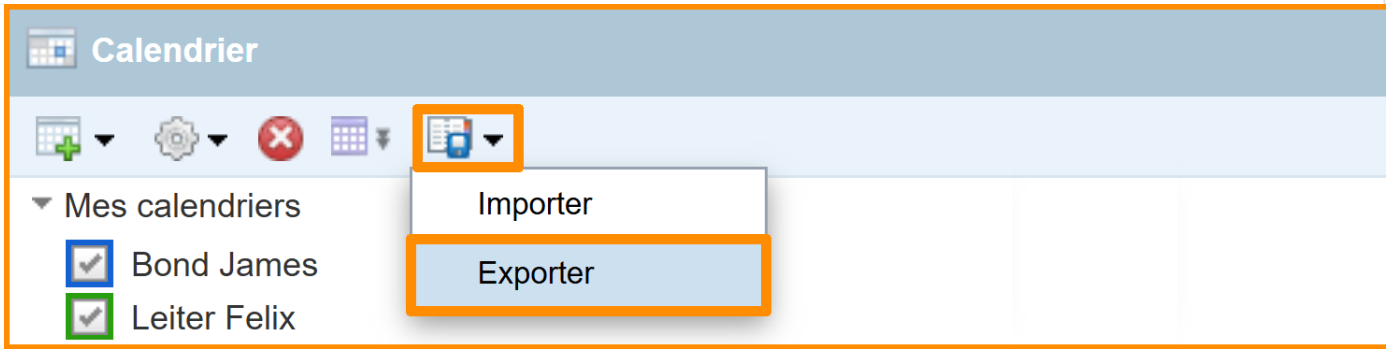 Calendrier
Mes calendriers
Importer
Bond James
Exporter
Leiter Felix